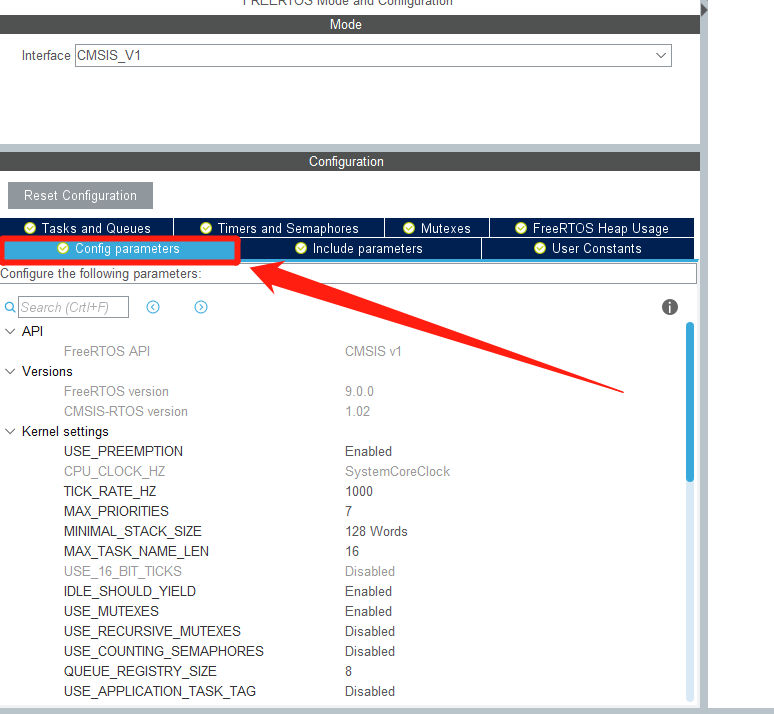 FREERTOS Mode and Configuration
Mode
Interface CMSIS_V1
Configuration
Reset Configuration
Tasks and Queues Timers and Semaphores Mutexes FreeRTOS Heap Usage
Config parameters Include parameters User Constants
Configure the following parameters:
Search (Crtl+F)
API
FreeRTOS API CMSIS v1
Versions
FreeRTOS version 9.0.0
CMSIS-RTOS version 1.02
Kernel settings
USE_PREEMPTION Enabled
CPU_CLOCK_HZ SystemCoreClock
TICK_RATE_HZ 1000
MAX_PRIORITIES 7
MINIMAL_STACK_SIZE 128 Words
MAX_TASK_NAME_LEN 16
USE_16_BIT_TICKS Disabled
IDLE_SHOULD_YIELD Enabled
USE_MUTEXES Enabled
USE_RECURSIVE_MUTEXES Disabled
USE_COUNTING_SEMAPHORES Disabled
QUEUE_REGISTRY_SIZE 8
USE_APPLICATION_TASK_TAG Disabled